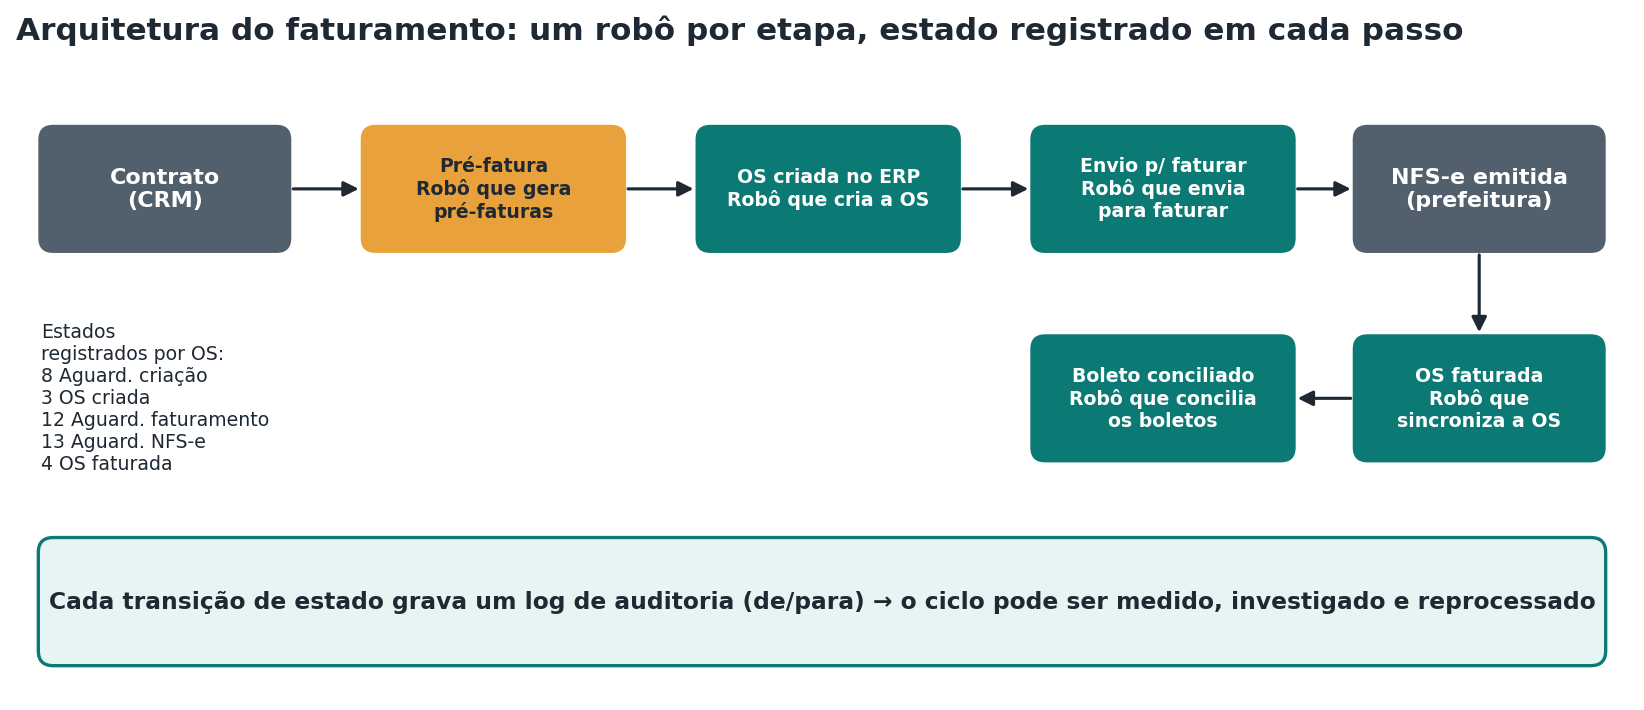 Arquitetura do faturamento: um robô por etapa, estado registrado em cada passo
Contrato
(CRM)
Pré-fatura
Robô que gera
pré-faturas
OS criada no ERP
Robô que cria a OS
Envio p/ faturar
Robô que envia
para faturar
NFS-e emitida
(prefeitura)
Estados
registrados por OS:
8 Aguard. criação
3 OS criada
12 Aguard. faturamento
13 Aguard. NFS-e
4 OS faturada
Boleto conciliado
Robô que concilia
os boletos
OS faturada
Robô que
sincroniza a OS
Cada transição de estado grava um log de auditoria (de/para) → o ciclo pode ser medido, investigado e reprocessado